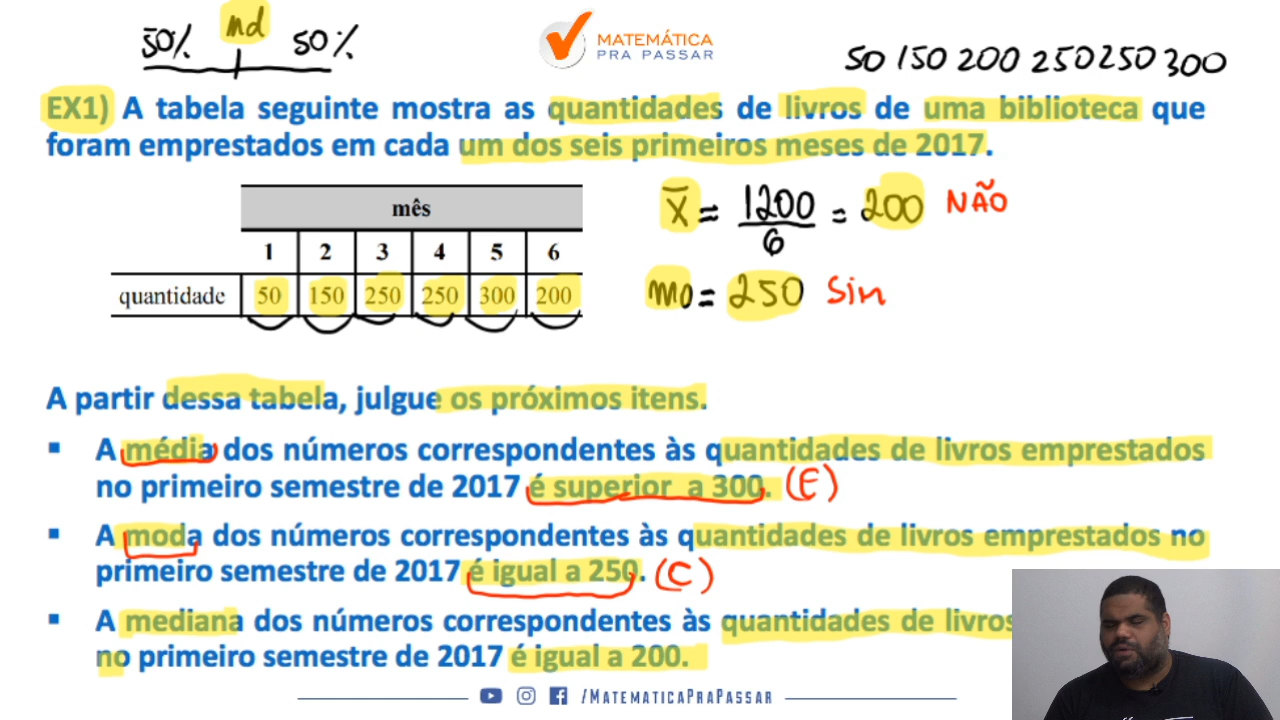 50% md 50%
MATEMÁTICA
PRA PASSAR
50 150 200 250 250 300
EX1) A tabela seguinte mostra as quantidades de livros de uma biblioteca que
foram emprestados em cada um dos seis primeiros meses de 2017.
mês
1 2 3 4 5 6
quantidade 50 150 250 250 300 200
X = 1200/6 = 200 NÃO
mo = 250 Sim
A partir dessa tabela, julgue os próximos itens.
▪ A média dos números correspondentes às quantidades de livros emprestados
no primeiro semestre de 2017 é superior a 300. (E)
▪ A moda dos números correspondentes às quantidades de livros emprestados no
primeiro semestre de 2017 é igual a 250. (C)
▪ A mediana dos números correspondentes às quantidades de livros
no primeiro semestre de 2017 é igual a 200.
/MATEMATICAPRAPASSAR